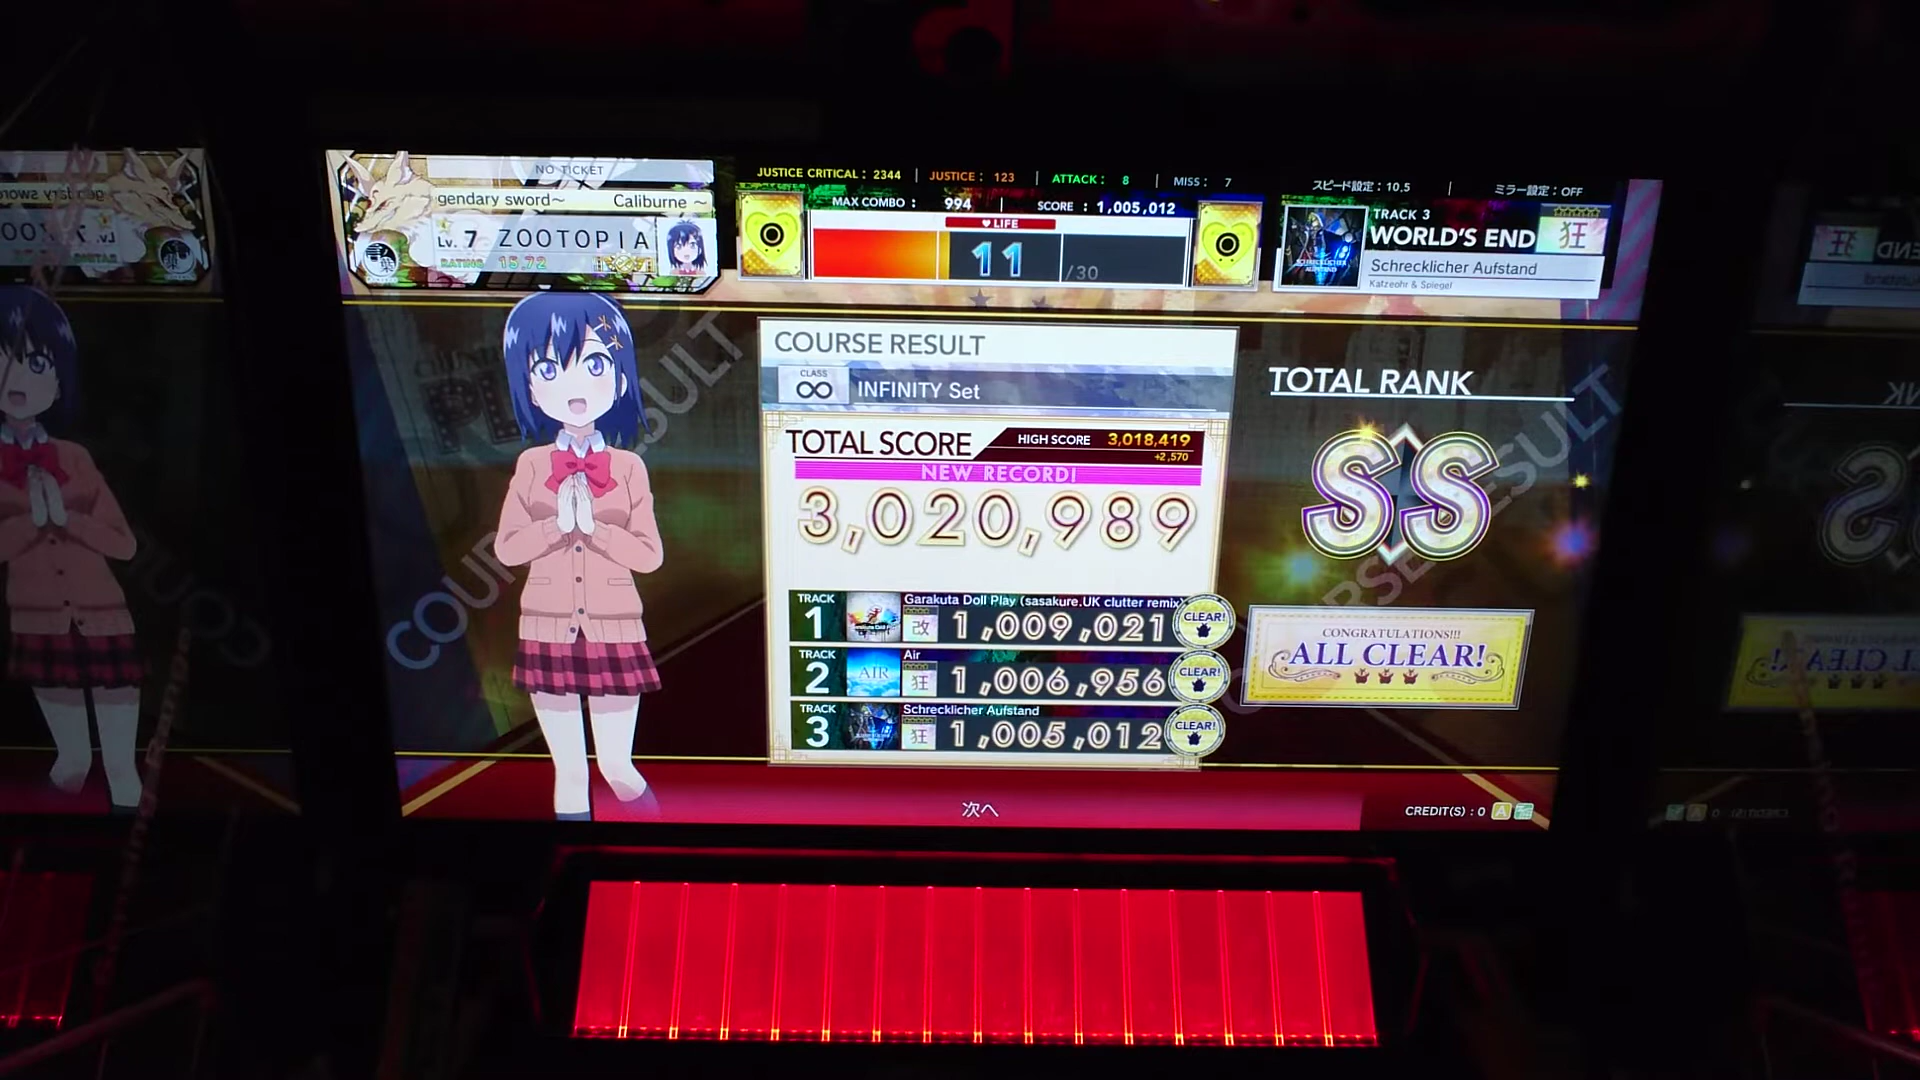 NO TICKET
gendary sword～ Caliburne ～
Lv. 7 ZOOTOPIA
RATING 15.72
JUSTICE CRITICAL : 2344 | JUSTICE : 123 | ATTACK : 8 | MISS : 7
MAX COMBO : 994 | SCORE : 1,005,012
LIFE
11 /30
スピード設定 : 10.5 | ミラー設定 : OFF
TRACK 3
WORLD'S END 狂
Schrecklicher Aufstand
Katzeohr & Spiegel
COURSE RESULT
CLASS
∞ INFINITY Set
TOTAL SCORE
HIGH SCORE 3,018,419
+2,570
NEW RECORD!
3,020,989
TRACK 1
Garakuta Doll Play (sasakure.UK clutter remix)
改 1,009,021 CLEAR!
TRACK 2
Air
AIR
狂 1,006,956 CLEAR!
TRACK 3
Schrecklicher Aufstand
狂 1,005,012 CLEAR!
TOTAL RANK
SS
CONGRATULATIONS!!!
ALL CLEAR!
COURSE RESULT
次へ
CREDIT(S) : 0